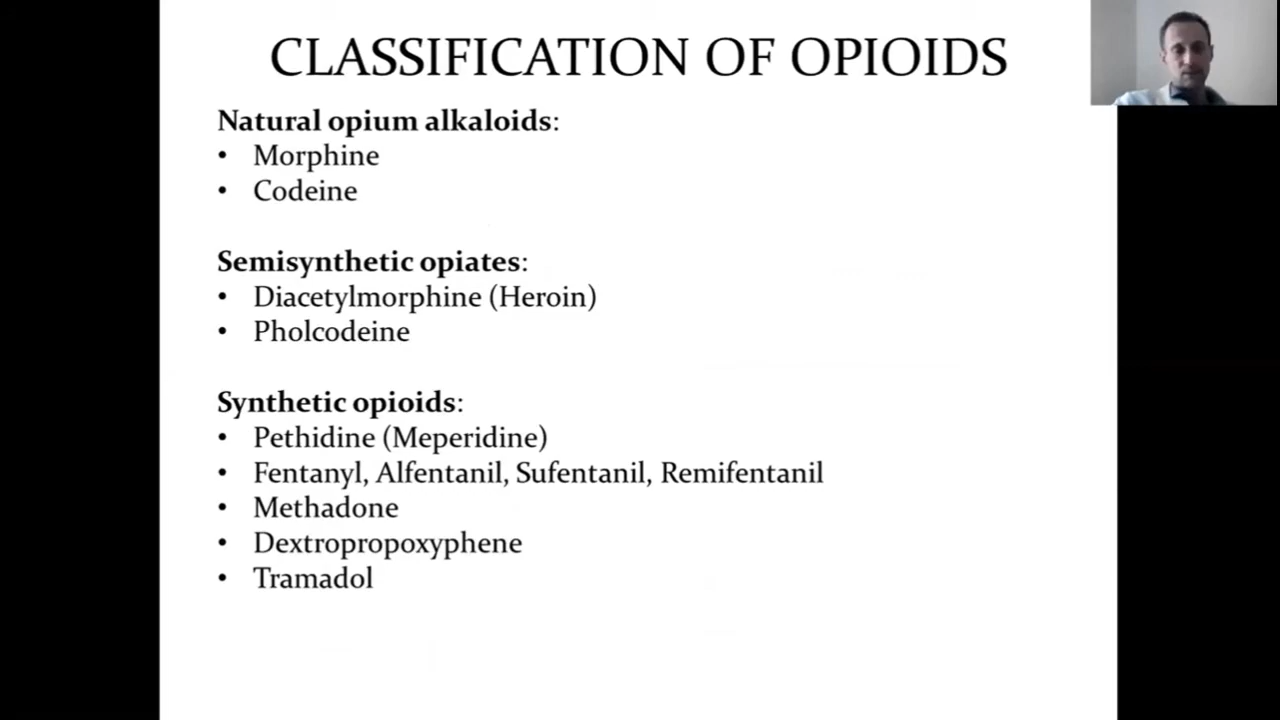 CLASSIFICATION OF OPIOIDS
Natural opium alkaloids:
• Morphine
• Codeine
Semisynthetic opiates:
• Diacetylmorphine (Heroin)
• Pholcodeine
Synthetic opioids:
• Pethidine (Meperidine)
• Fentanyl, Alfentanil, Sufentanil, Remifentanil
• Methadone
• Dextropropoxyphene
• Tramadol